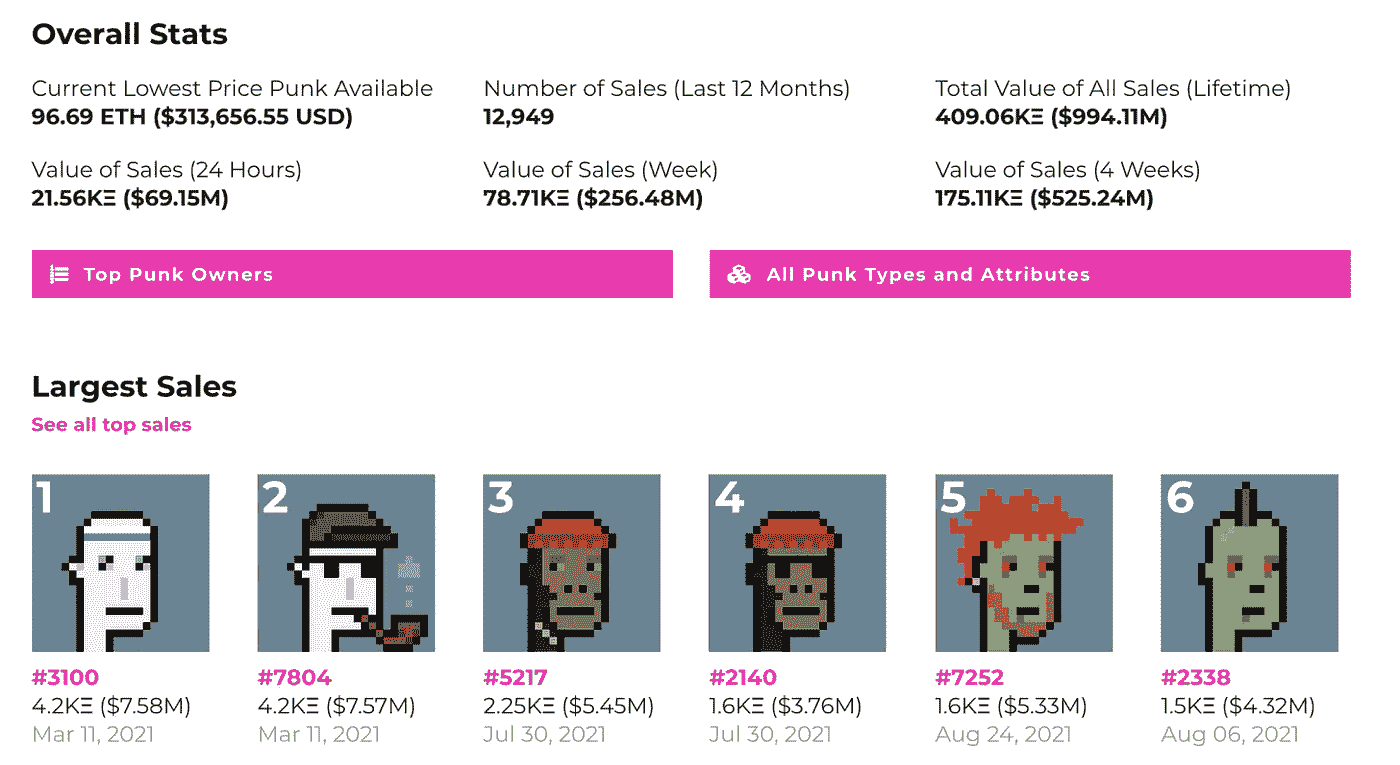 Overall Stats
Current Lowest Price Punk Available
96.69 ETH ($313,656.55 USD)
Number of Sales (Last 12 Months)
12,949
Total Value of All Sales (Lifetime)
409.06KΞ ($994.11M)
Value of Sales (24 Hours)
21.56KΞ ($69.15M)
Value of Sales (Week)
78.71KΞ ($256.48M)
Value of Sales (4 Weeks)
175.11KΞ ($525.24M)
Top Punk Owners
All Punk Types and Attributes
Largest Sales
See all top sales
1
#3100
4.2KΞ ($7.58M)
Mar 11, 2021
2
#7804
4.2KΞ ($7.57M)
Mar 11, 2021
3
#5217
2.25KΞ ($5.45M)
Jul 30, 2021
4
#2140
1.6KΞ ($3.76M)
Jul 30, 2021
5
#7252
1.6KΞ ($5.33M)
Aug 24, 2021
6
#2338
1.5KΞ ($4.32M)
Aug 06, 2021